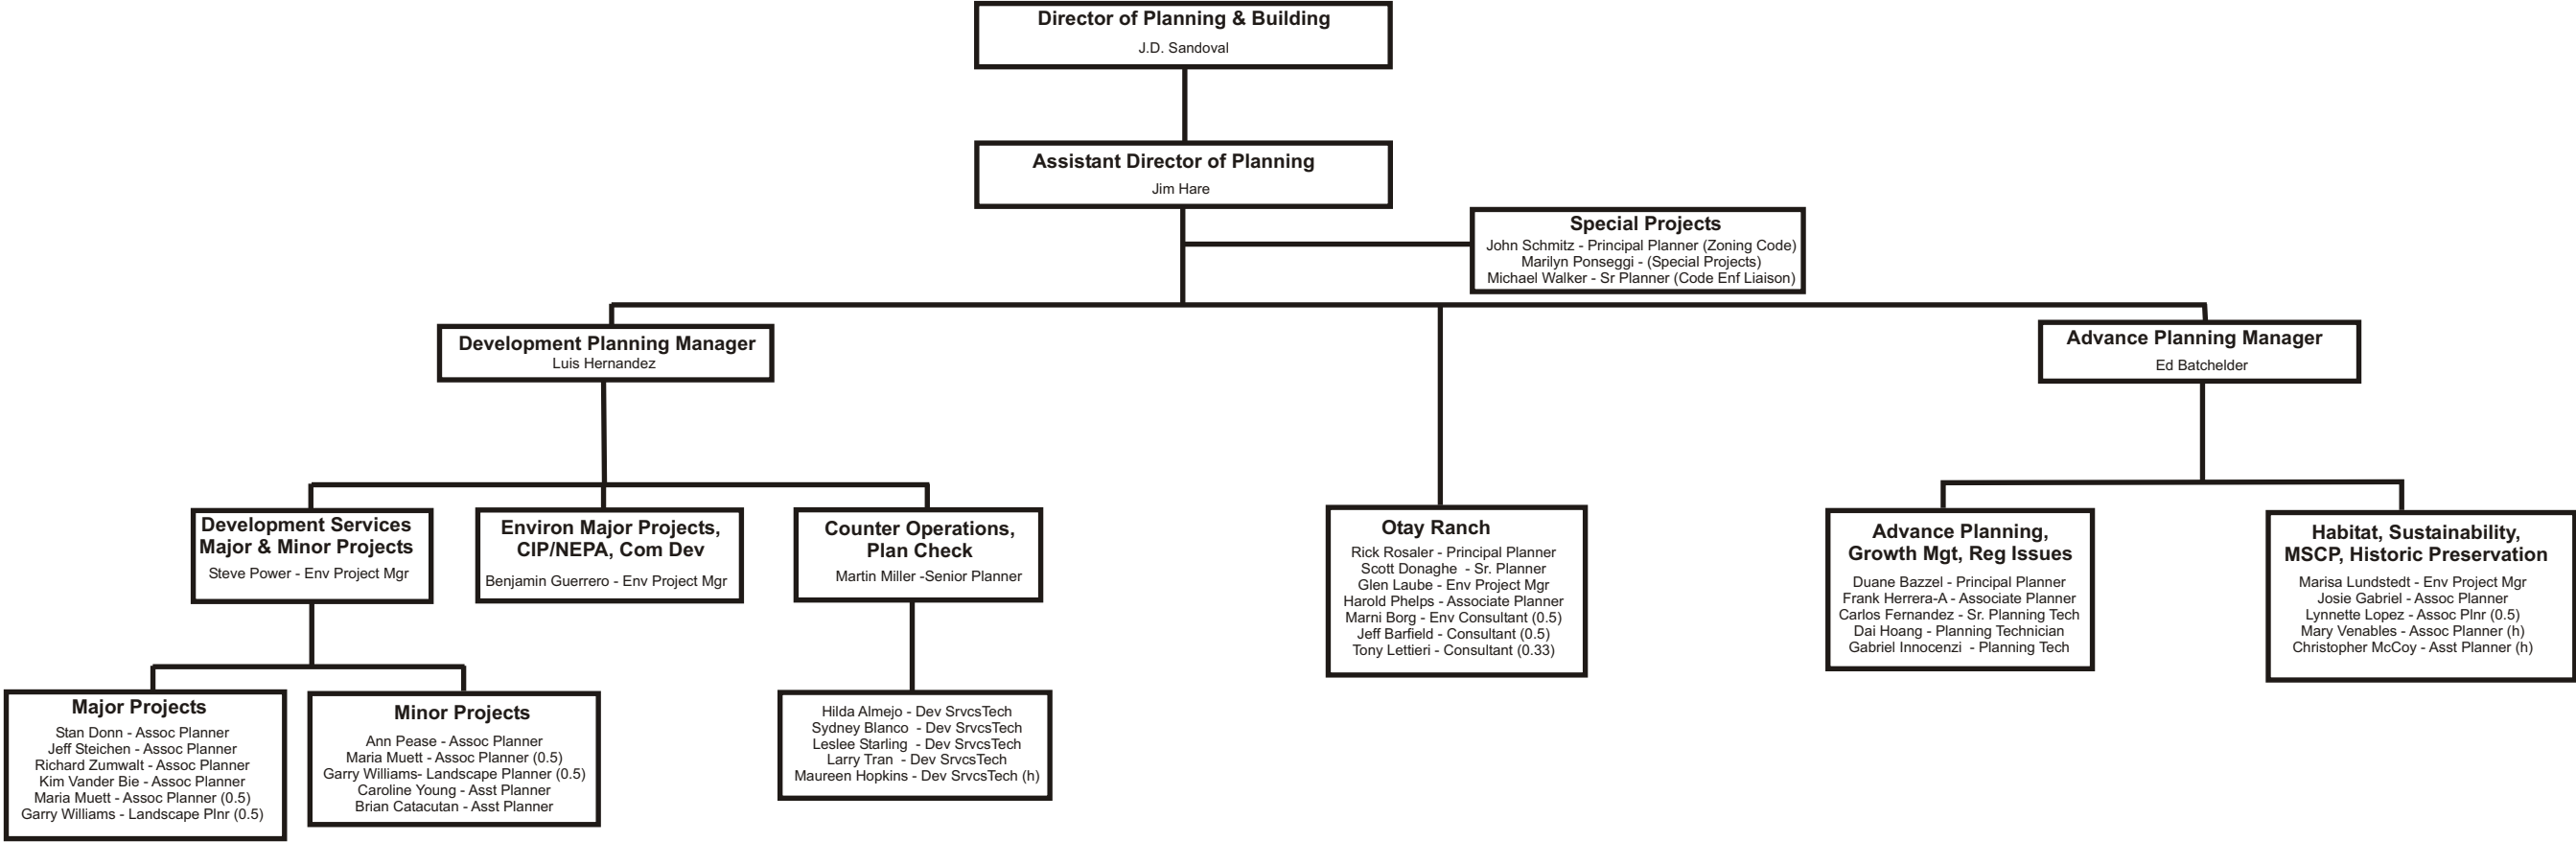 Director of Planning & Building
J.D. Sandoval
Assistant Director of Planning
Jim Hare
Special Projects
John Schmitz - Principal Planner (Zoning Code)
Marilyn Ponseggi - (Special Projects)
Michael Walker - Sr Planner (Code Enf Liaison)
Development Planning Manager
Luis Hernandez
Advance Planning Manager
Ed Batchelder
Development Services
Major & Minor Projects
Steve Power - Env Project Mgr
Environ Major Projects,
CIP/NEPA, Com Dev
Benjamin Guerrero - Env Project Mgr
Counter Operations,
Plan Check
Martin Miller -Senior Planner
Otay Ranch
Rick Rosaler - Principal Planner
Scott Donaghe  - Sr. Planner
Glen Laube - Env Project Mgr
Harold Phelps - Associate Planner
Marni Borg - Env Consultant (0.5)
Jeff Barfield - Consultant (0.5)
Tony Lettieri - Consultant (0.33)
Advance Planning,
Growth Mgt, Reg Issues
Duane Bazzel - Principal Planner
Frank Herrera-A - Associate Planner
Carlos Fernandez - Sr. Planning Tech
Dai Hoang - Planning Technician
Gabriel Innocenzi  - Planning Tech
Habitat, Sustainability,
MSCP, Historic Preservation
Marisa Lundstedt - Env Project Mgr
Josie Gabriel - Assoc Planner
Lynnette Lopez - Assoc Plnr (0.5)
Mary Venables - Assoc Planner (h)
Christopher McCoy - Asst Planner (h)
Major Projects
Stan Donn - Assoc Planner
Jeff Steichen - Assoc Planner
Richard Zumwalt - Assoc Planner
Kim Vander Bie - Assoc Planner
Maria Muett - Assoc Planner (0.5)
Garry Williams - Landscape Plnr (0.5)
Minor Projects
Ann Pease - Assoc Planner
Maria Muett - Assoc Planner (0.5)
Garry Williams- Landscape Planner (0.5)
Caroline Young - Asst Planner
Brian Catacutan - Asst Planner
Hilda Almejo - Dev SrvcsTech
Sydney Blanco  - Dev SrvcsTech
Leslee Starling  - Dev SrvcsTech
Larry Tran  - Dev SrvcsTech
Maureen Hopkins - Dev SrvcsTech (h)